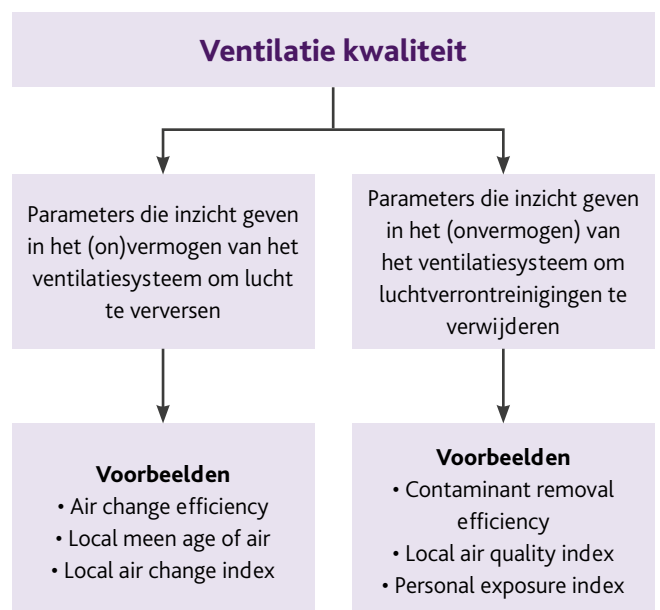 Ventilatie kwaliteit
Parameters die inzicht geven
in het (on)vermogen van het
ventilatiesysteem om lucht
te verversen
Parameters die inzicht geven
in het (onvermogen) van
het ventilatiesysteem om
luchtverrontreinigingen te
verwijderen
Voorbeelden
• Air change efficiency
• Local meen age of air
• Local air change index
Voorbeelden
• Contaminant removal
efficiency
• Local air quality index
• Personal exposure index